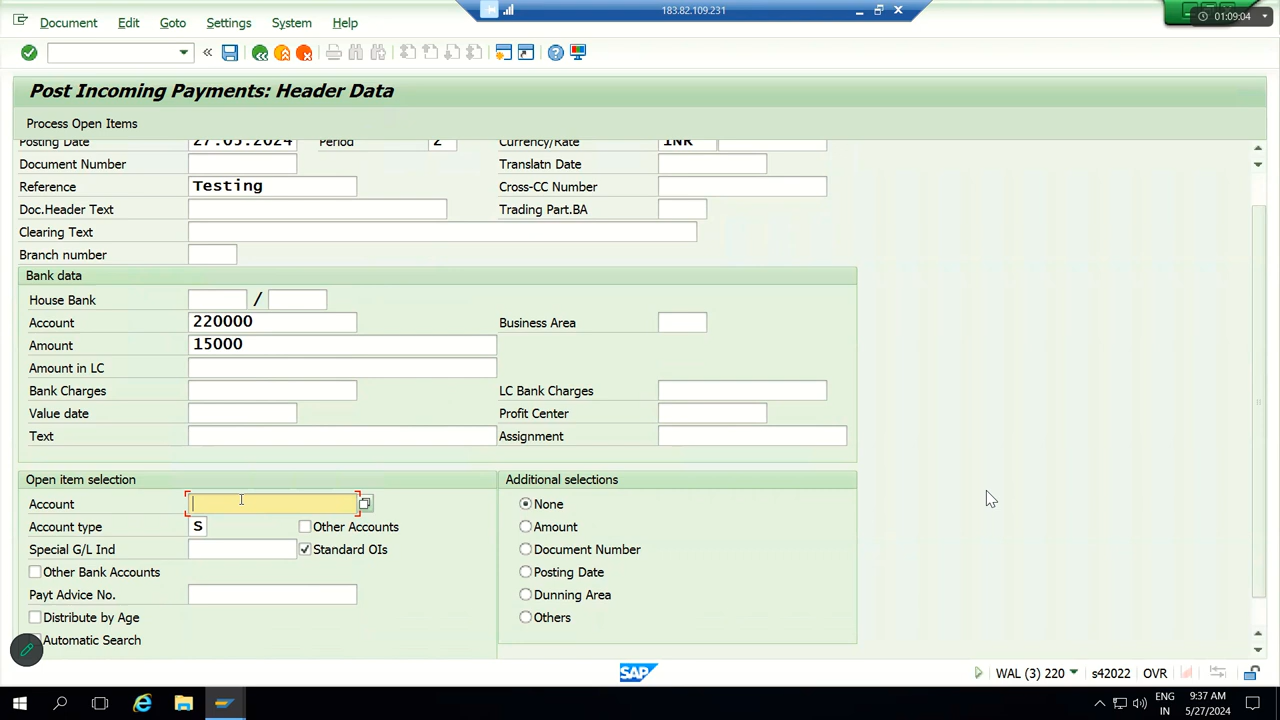 183.82.109.231
01:09:04
Document Edit Goto Settings System Help
Post Incoming Payments: Header Data
Process Open Items
Posting Date 27.05.2024 Period 2 Currency/Rate INR
Document Number Translatn Date
Reference Testing Cross-CC Number
Doc.Header Text Trading Part.BA
Clearing Text
Branch number
Bank data
House Bank /
Account 220000 Business Area
Amount 15000
Amount in LC
Bank Charges LC Bank Charges
Value date Profit Center
Text Assignment
Open item selection Additional selections
Account None
Account type S Other Accounts Amount
Special G/L Ind Standard OIs Document Number
Other Bank Accounts Posting Date
Payt Advice No. Dunning Area
Distribute by Age Others
Automatic Search
SAP WAL (3) 220 s42022 OVR
ENG 9:37 AM
IN 5/27/2024